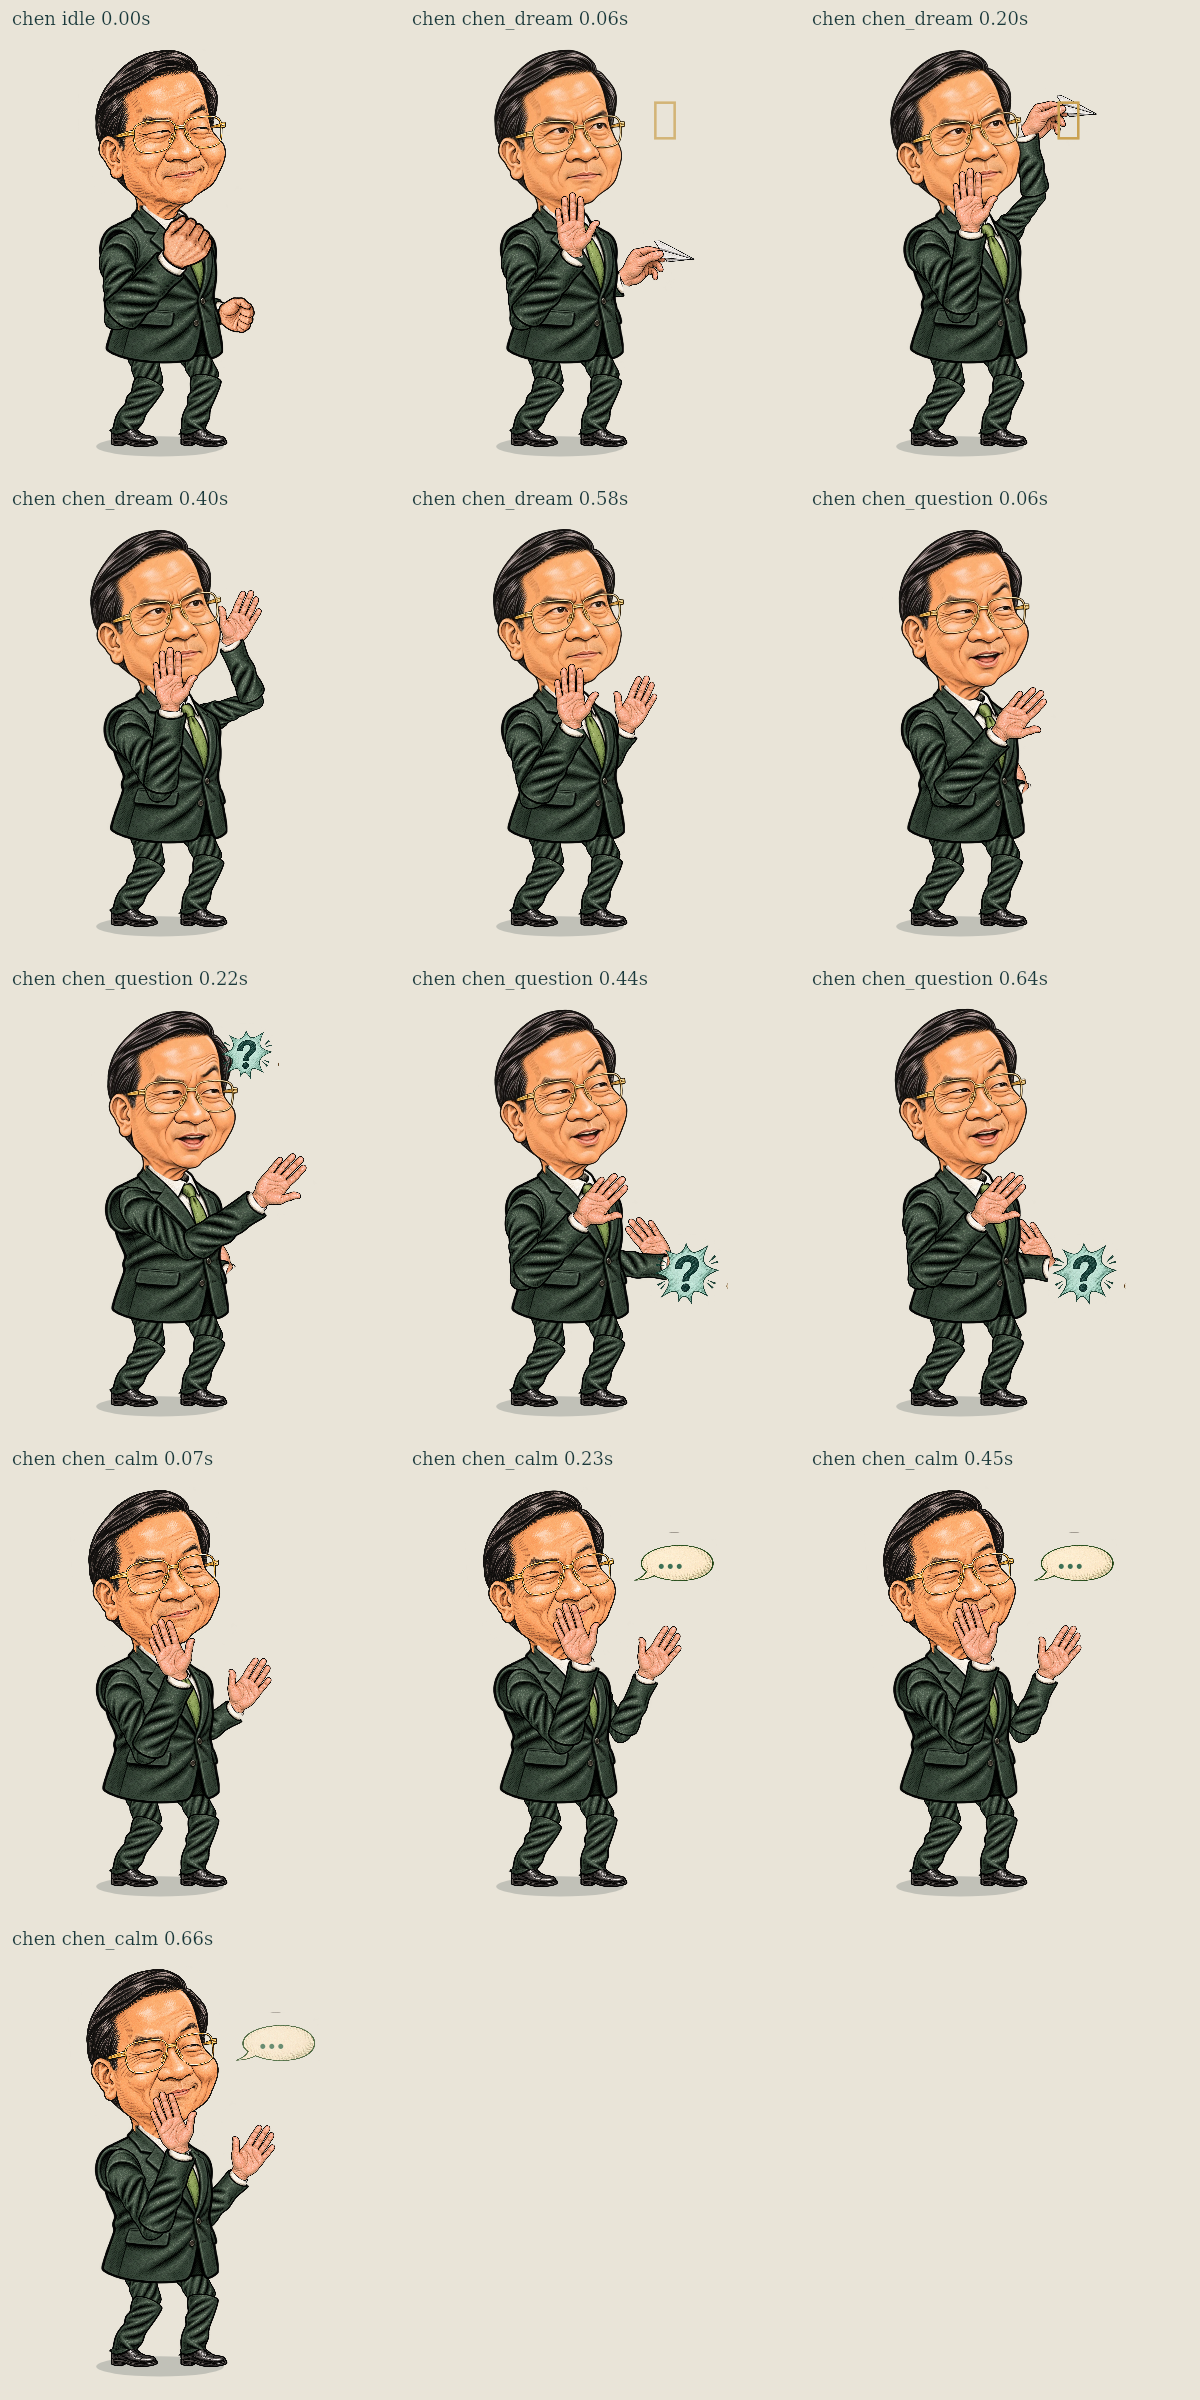 chen idle 0.00s
chen chen_dream 0.06s
chen chen_dream 0.20s
chen chen_dream 0.40s
chen chen_dream 0.58s
chen chen_question 0.06s
chen chen_question 0.22s
?
chen chen_question 0.44s
?
chen chen_question 0.64s
?
chen chen_calm 0.07s
chen chen_calm 0.23s
...
chen chen_calm 0.45s
...
chen chen_calm 0.66s
...